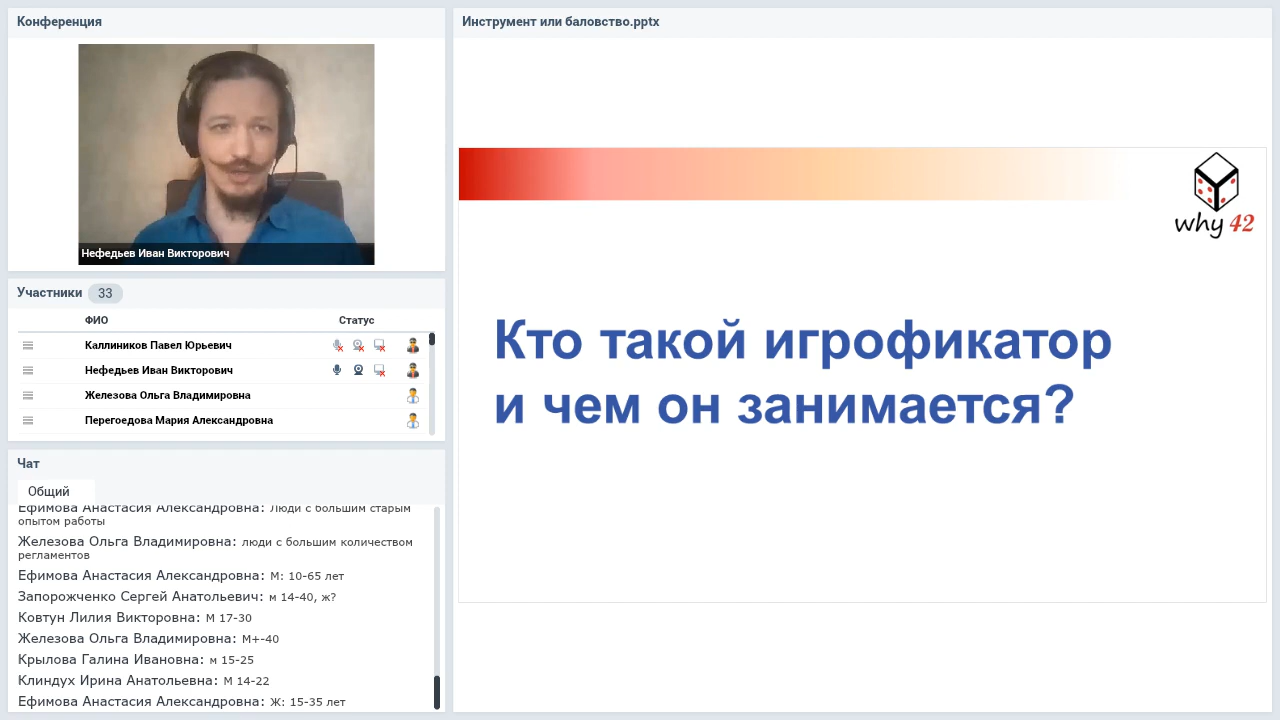 Конференция
Нефедьев Иван Викторович
Участники 33
ФИО Статус
Каллиников Павел Юрьевич
Нефедьев Иван Викторович
Железова Ольга Владимировна
Перегоедова Мария Александровна
Чат
Общий
Ефимова Анастасия Александровна: Люди с большим старым
опытом работы
Железова Ольга Владимировна: люди с большим количеством
регламентов
Ефимова Анастасия Александровна: М: 10-65 лет
Запорожченко Сергей Анатольевич: м 14-40, ж?
Ковтун Лилия Викторовна: М 17-30
Железова Ольга Владимировна: М+-40
Крылова Галина Ивановна: м 15-25
Клиндух Ирина Анатольевна: М 14-22
Ефимова Анастасия Александровна: Ж: 15-35 лет
Инструмент или баловство.pptx
why 42
Кто такой игрофикатор
и чем он занимается?